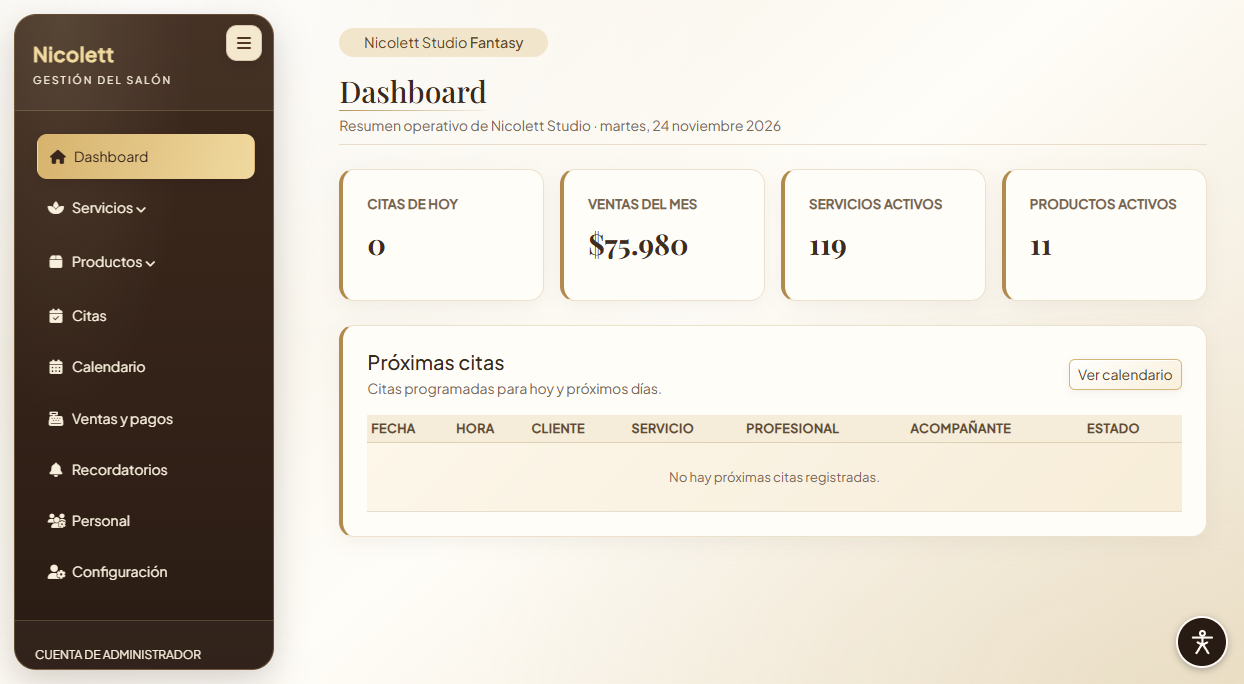 Nicolett
GESTIÓN DEL SALÓN
Dashboard
Servicios
Productos
Citas
Calendario
Ventas y pagos
Recordatorios
Personal
Configuración
CUENTA DE ADMINISTRADOR
Nicolett Studio Fantasy
Dashboard
Resumen operativo de Nicolett Studio · martes, 24 noviembre 2026
CITAS DE HOY
0
VENTAS DEL MES
$75.980
SERVICIOS ACTIVOS
119
PRODUCTOS ACTIVOS
11
Próximas citas
Citas programadas para hoy y próximos días.
Ver calendario
FECHA HORA CLIENTE SERVICIO PROFESIONAL ACOMPAÑANTE ESTADO
No hay próximas citas registradas.